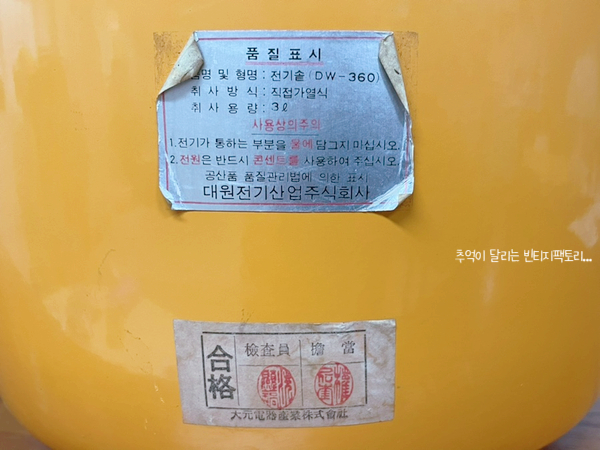 품질표시
명 및 형명 : 전기솥 (DW-360)
취사방식 : 직접가열식
취사용량 : 3ℓ
사용상의주의
1.전기가 통하는 부분을 물에 담그지 마십시오.
2.전원은 반드시 콘센트를 사용하여 주십시오.
공산품 품질관리법에 의한 표시
대원전기산업주식회사
추억이 달리는 빈티지팩토리...
合格
檢査員 擔當
大元電器産業株式會社